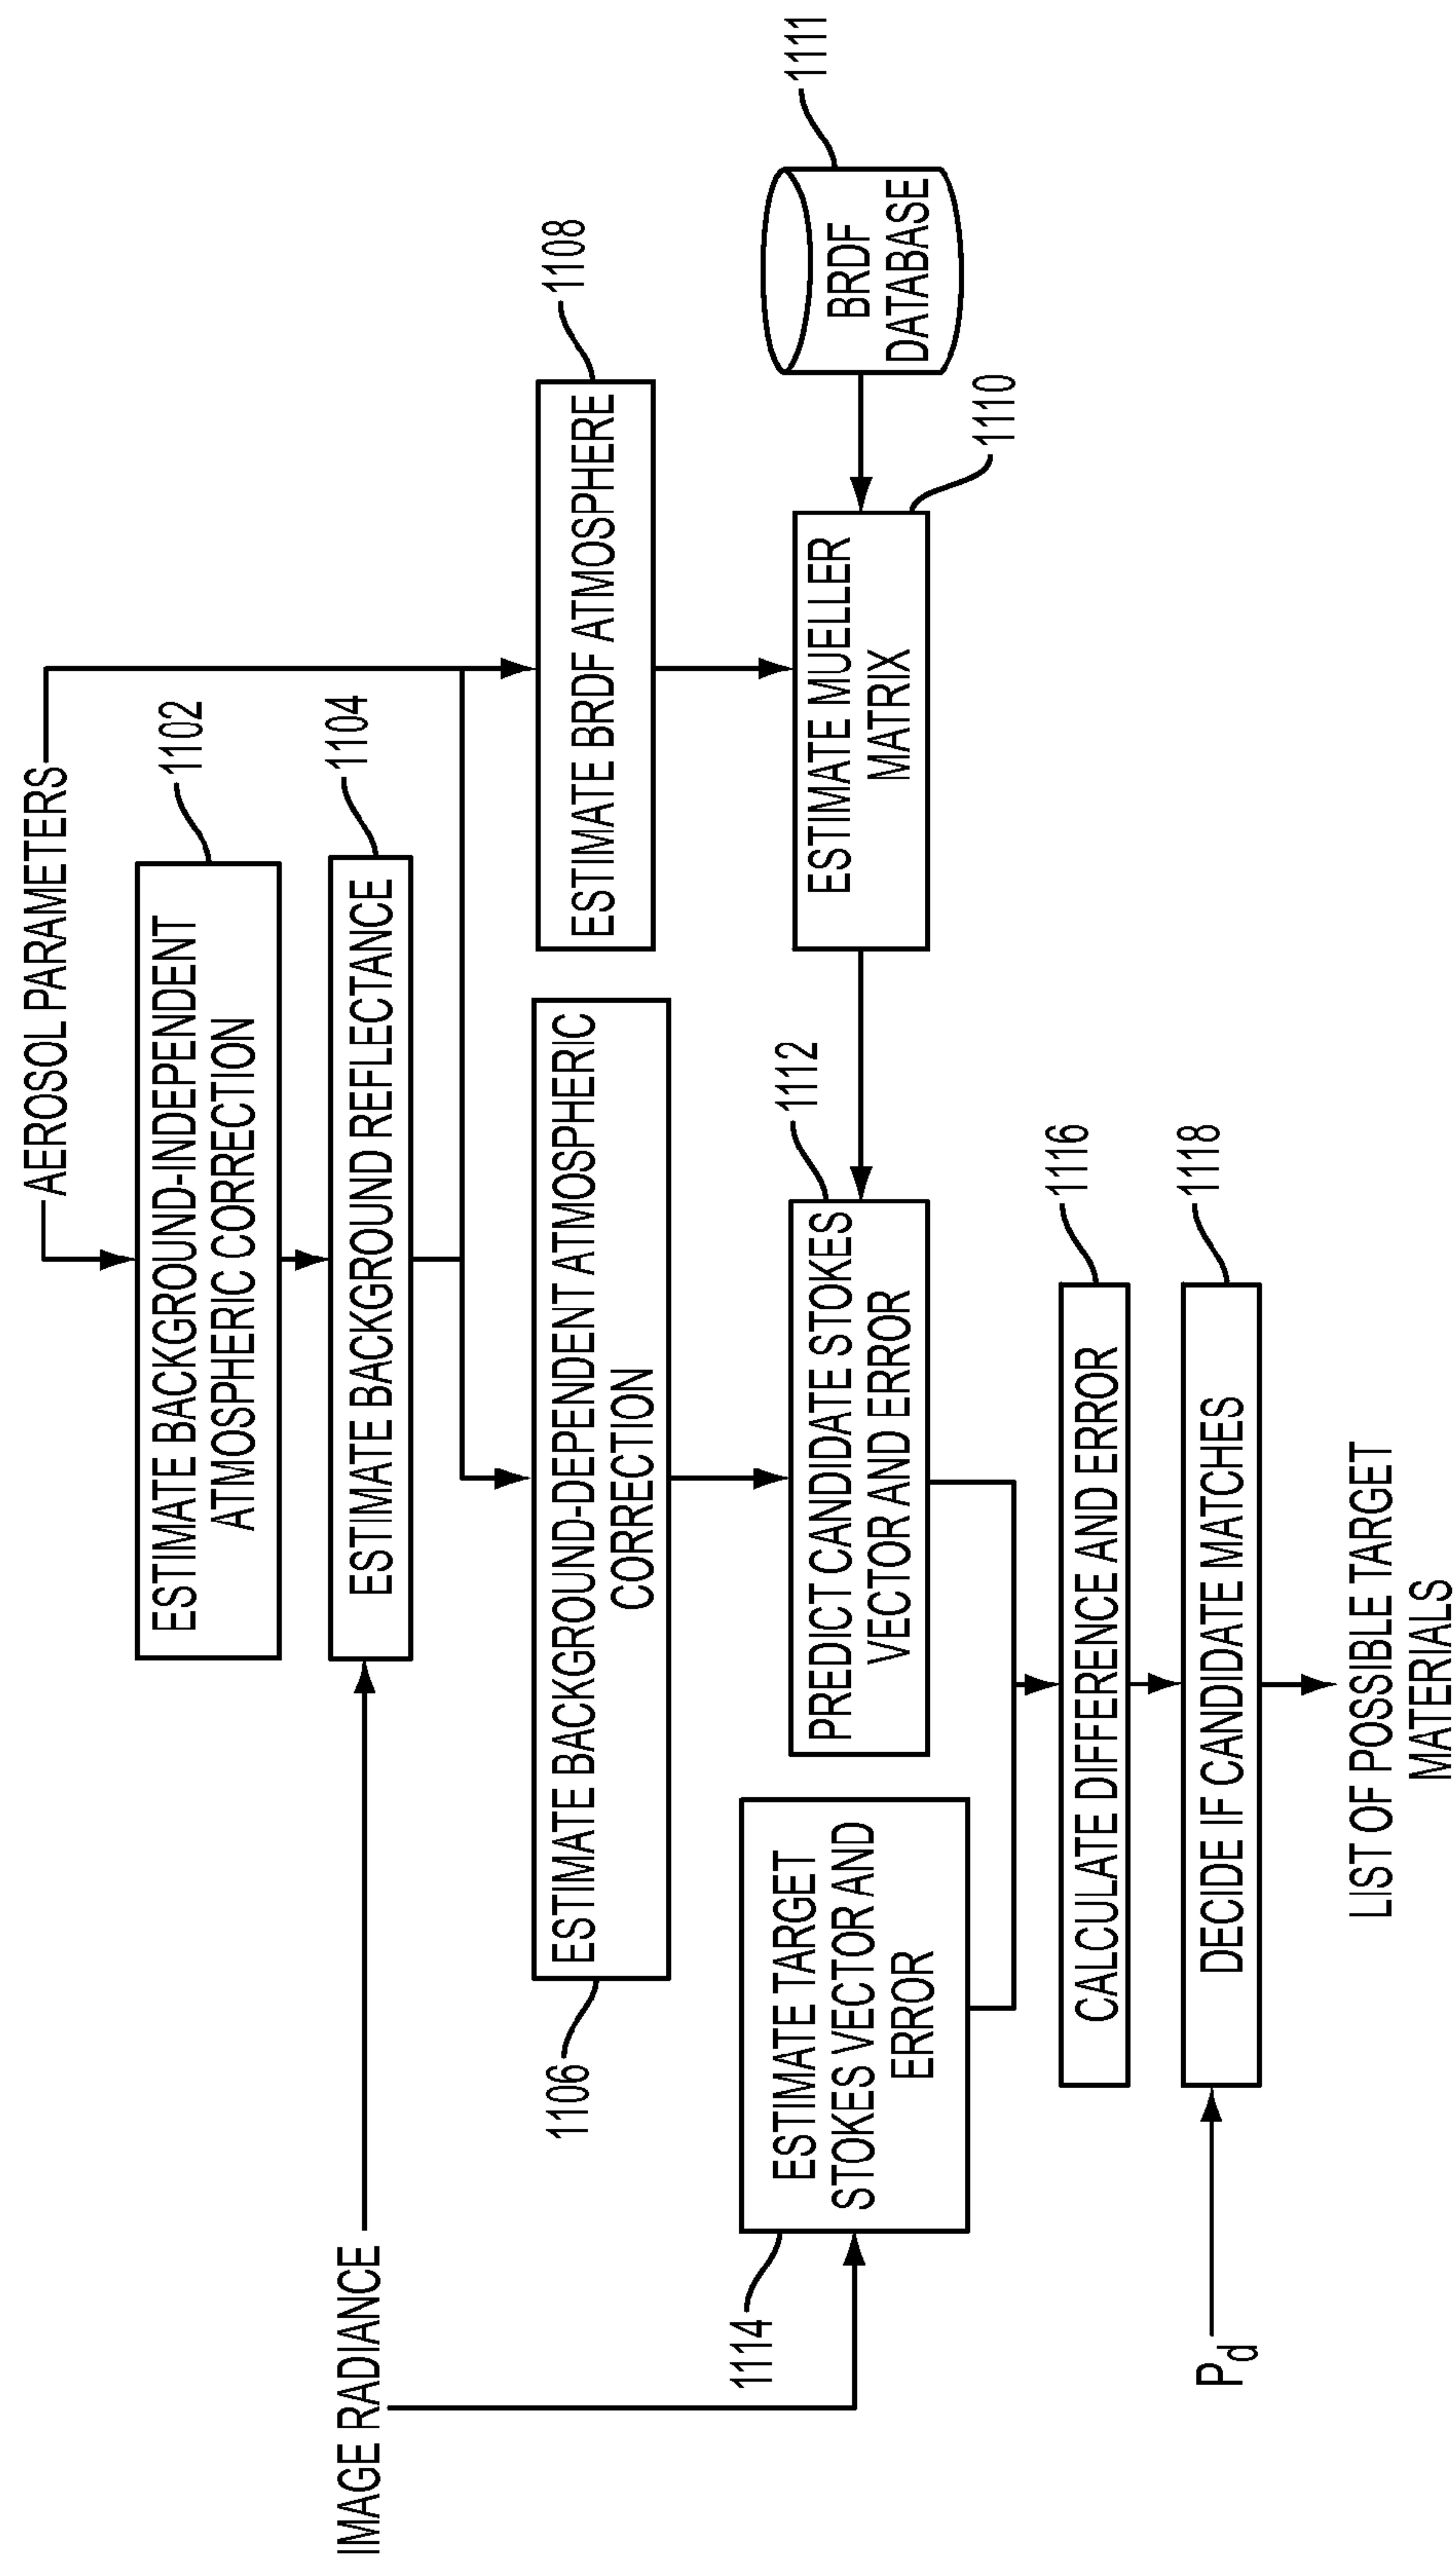 AEROSOL PARAMETERS
1102
ESTIMATE BACKGROUND-INDEPENDENT
ATMOSPHERIC CORRECTION
1104
IMAGE RADIANCE
ESTIMATE BACKGROUND REFLECTANCE
1106
ESTIMATE BACKGROUND-DEPENDENT ATMOSPHERIC
CORRECTION
1108
ESTIMATE BRDF ATMOSPHERE
1114
ESTIMATE TARGET
STOKES VECTOR AND
ERROR
1112
PREDICT CANDIDATE STOKES
VECTOR AND ERROR
ESTIMATE MUELLER
MATRIX
1110
BRDF
DATABASE
1111
1116
CALCULATE DIFFERENCE AND ERROR
1118
Pd
DECIDE IF CANDIDATE MATCHES
LIST OF POSSIBLE TARGET
MATERIALS